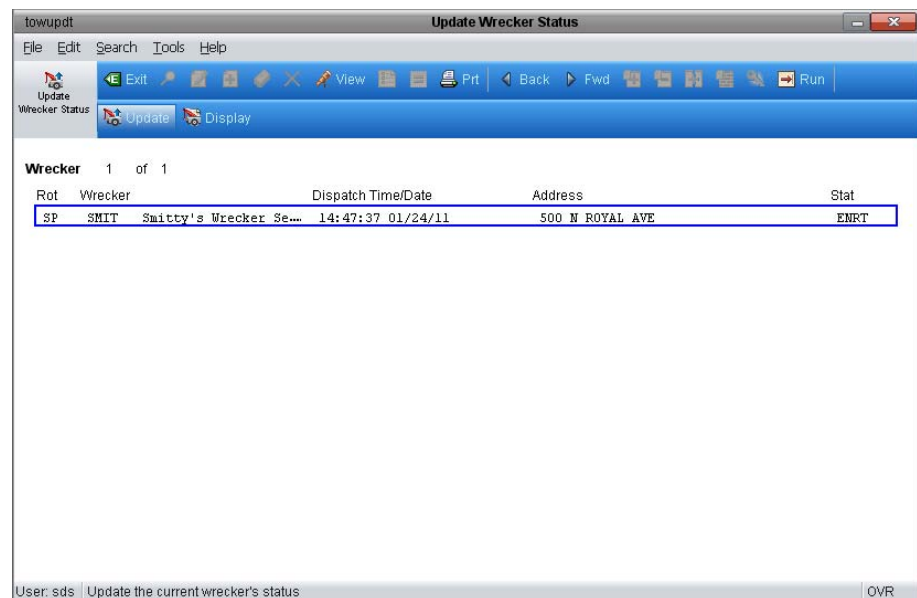 towupdt Update Wrecker Status
File Edit Search Tools Help
Update Wrecker Status
Exit View Prt Back Fwd Run
Update Display
Wrecker 1 of 1
Rot Wrecker Dispatch Time/Date Address Stat
SP SMIT Smitty's Wrecker Se... 14:47:37 01/24/11 500 N ROYAL AVE ENRT
User: sds Update the current wrecker's status OVR